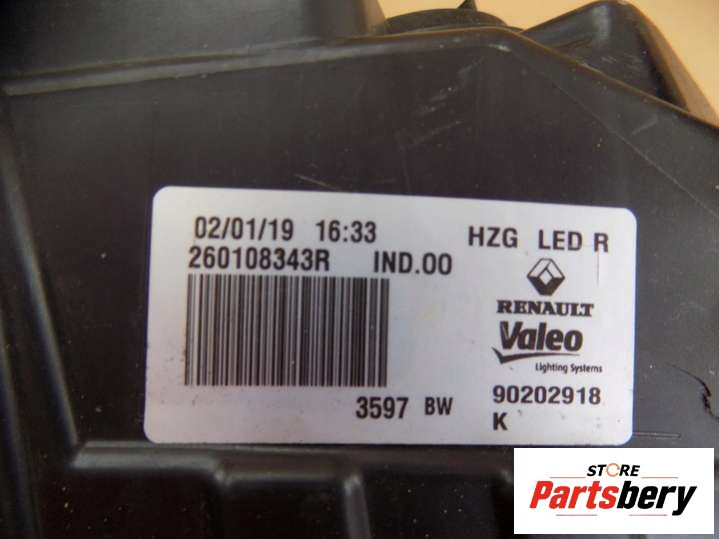 02/01/19 16:33 HZG LED R
260108343R IND.00
RENAULT
Valeo
Lighting Systems
3597 BW 90202918
K
STORE
Partsbery